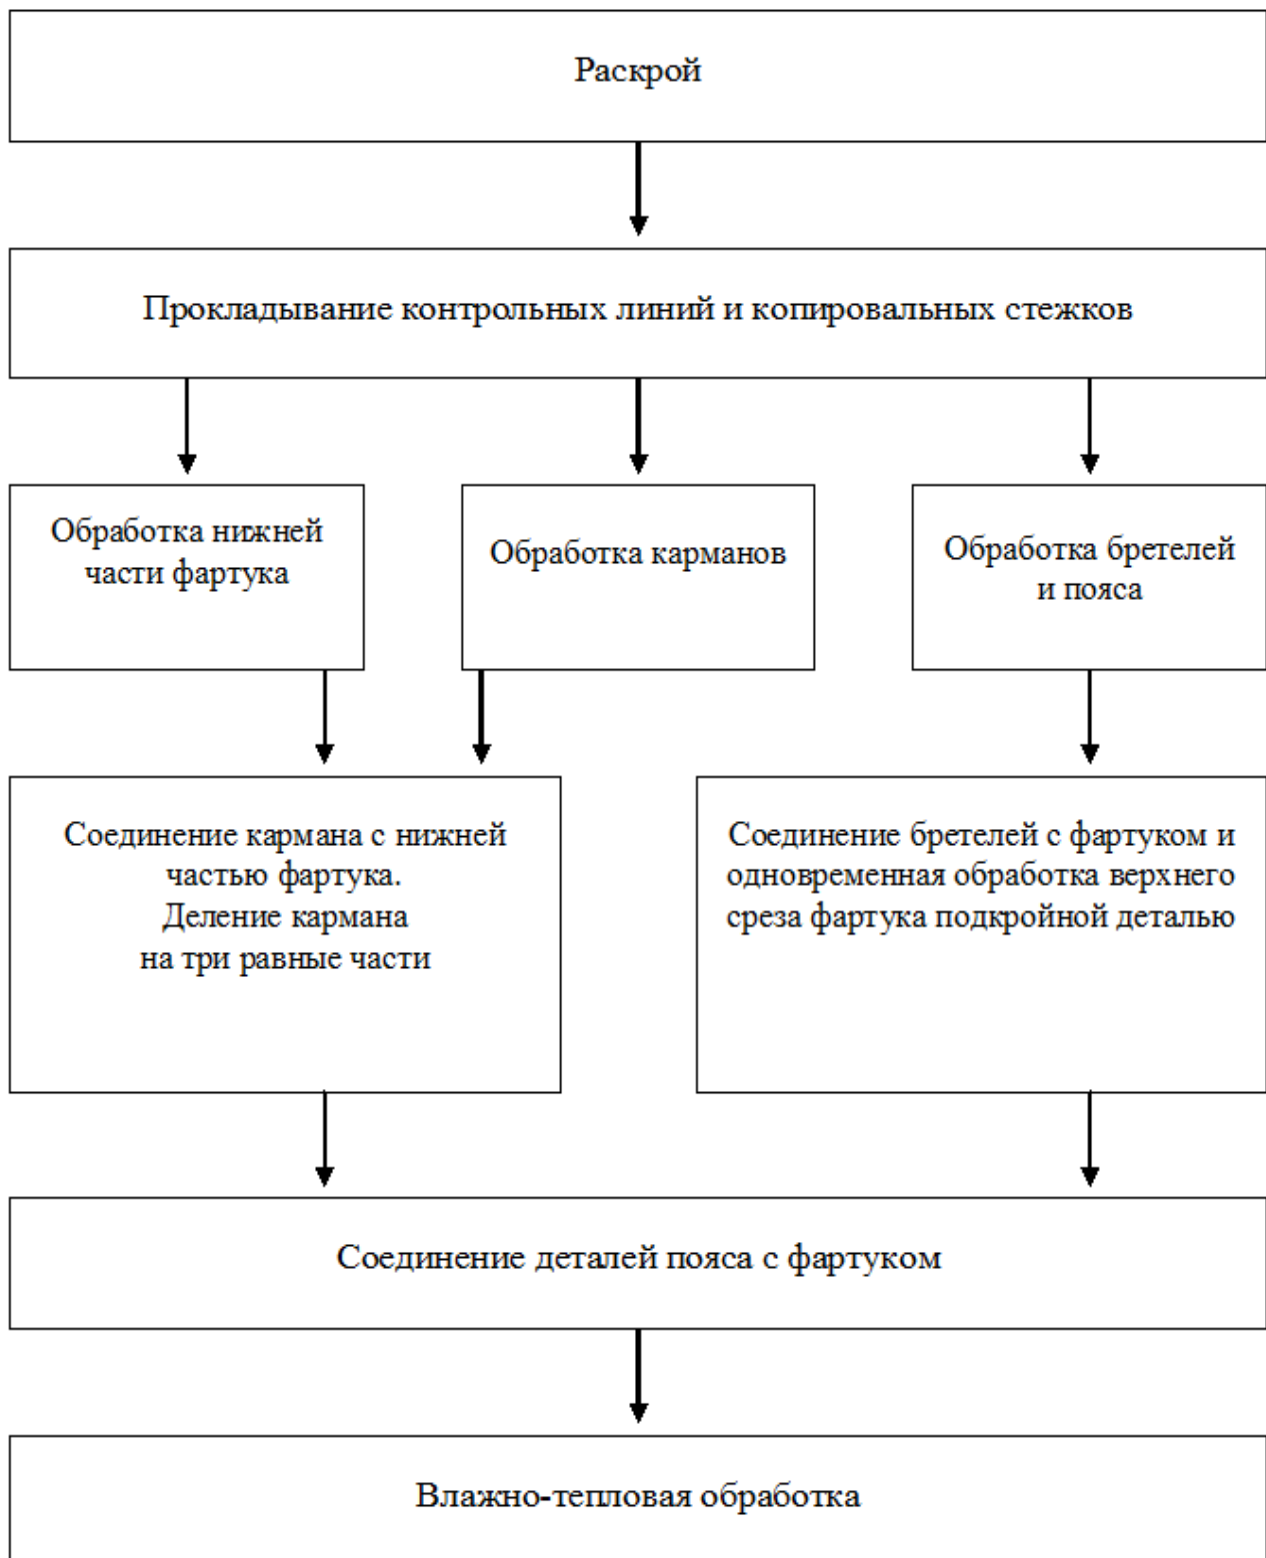 Раскрой
Прокладывание контрольных линий и копировальных стежков
Обработка нижней
части фартука
Обработка карманов
Обработка бретелей
и пояса
Соединение кармана с нижней
частью фартука.
Деление кармана
на три равные части
Соединение бретелей с фартуком и
одновременная обработка верхнего
среза фартука подкройной деталью
Соединение деталей пояса с фартуком
Влажно-тепловая обработка